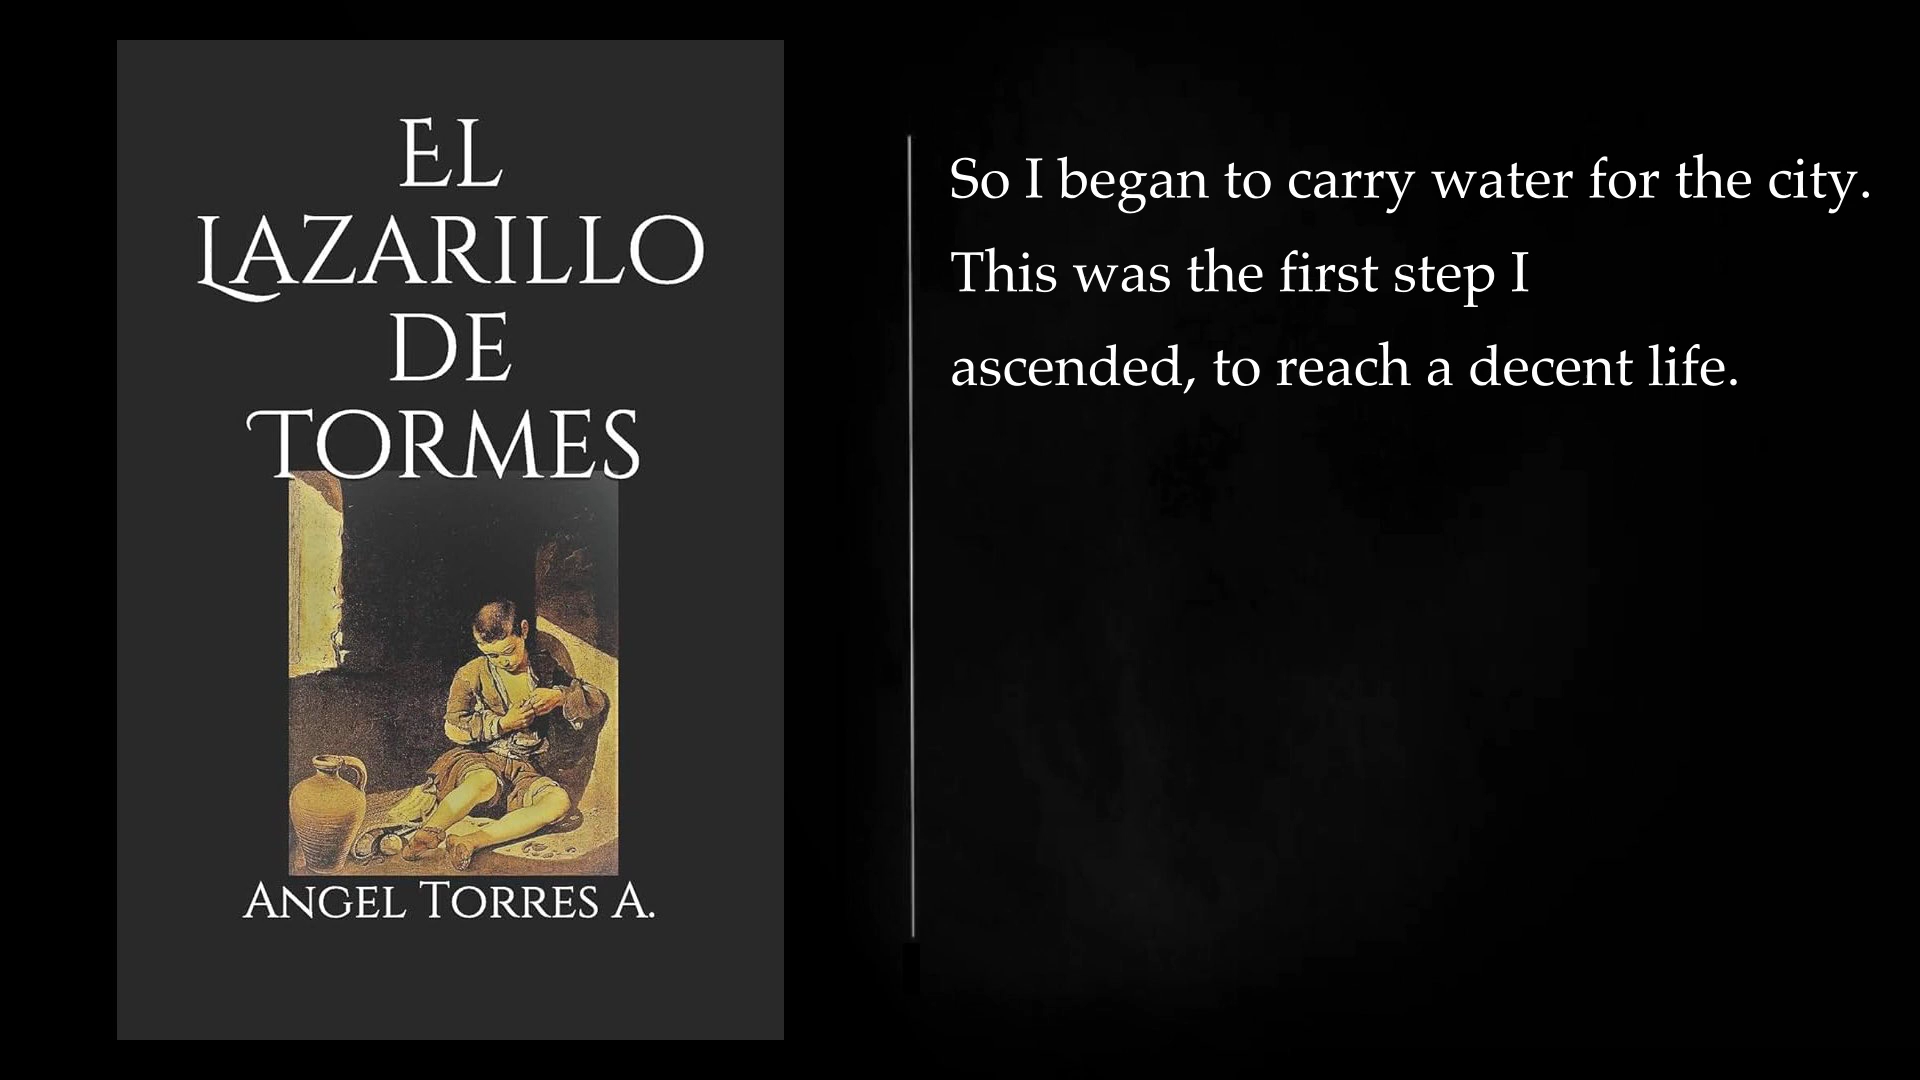 EL
LAZARILLO
DE
TORMES
ANGEL TORRES A.
So I began to carry water for the city.
This was the first step I
ascended, to reach a decent life.